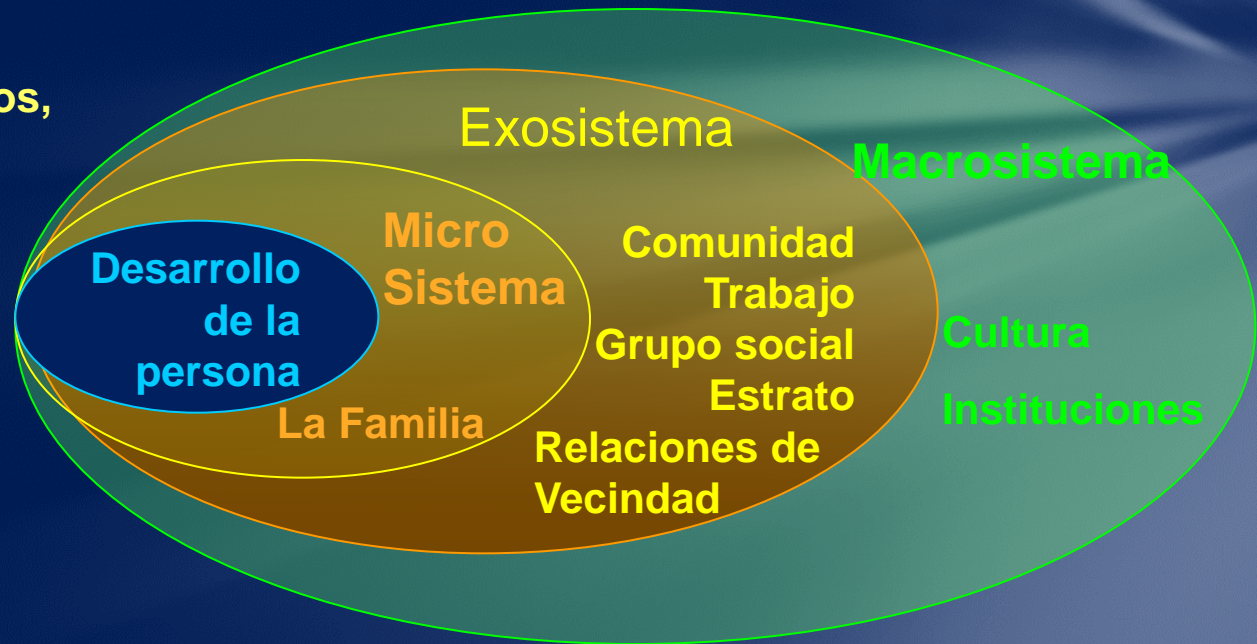 os,
Exosistema
Macrosistema
Micro
Sistema
Comunidad
Trabajo
Grupo social
Estrato
Desarrollo
de la
persona
La Familia
Relaciones de
Vecindad
Cultura
Instituciones